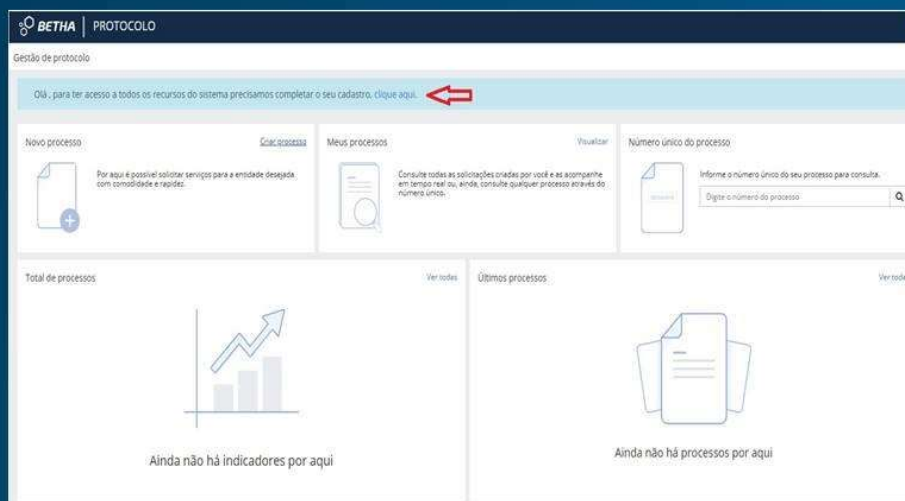 BETHA | PROTOCOLO
Gestão de protocolo
Olá , para ter acesso a todos os recursos do sistema precisamos completar o seu cadastro, clique aqui.
Novo processo
Criar processo
Por aqui é possível solicitar serviços para a entidade desejada
com comodidade e rapidez.
Meus processos
Visualizar
Consulte todas as solicitações criadas por você e as acompanhe
em tempo real ou, ainda, consulte qualquer processo através do
número único.
Número único do processo
Informe o número único do seu processo para consulta.
Digite o número do processo
Total de processos
Ver todes
Ainda não há indicadores por aqui
Últimos processos
Ver tode
Ainda não há processos por aqui